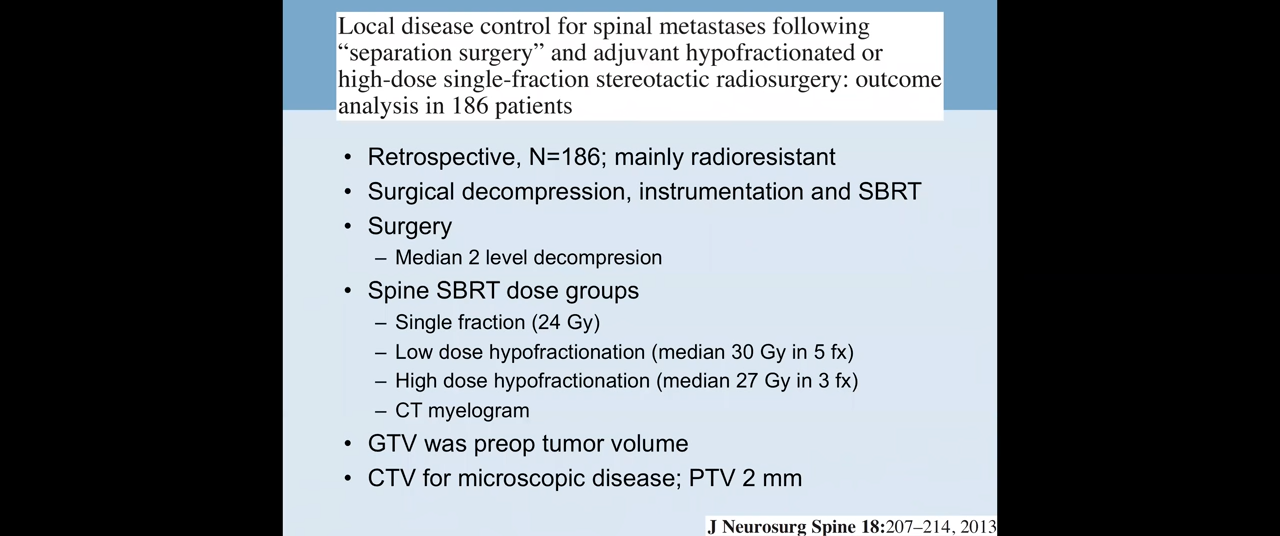 Local disease control for spinal metastases following
“separation surgery” and adjuvant hypofractionated or
high-dose single-fraction stereotactic radiosurgery: outcome
analysis in 186 patients
• Retrospective, N=186; mainly radioresistant
• Surgical decompression, instrumentation and SBRT
• Surgery
– Median 2 level decompresion
• Spine SBRT dose groups
– Single fraction (24 Gy)
– Low dose hypofractionation (median 30 Gy in 5 fx)
– High dose hypofractionation (median 27 Gy in 3 fx)
– CT myelogram
• GTV was preop tumor volume
• CTV for microscopic disease; PTV 2 mm
J Neurosurg Spine 18:207–214, 2013